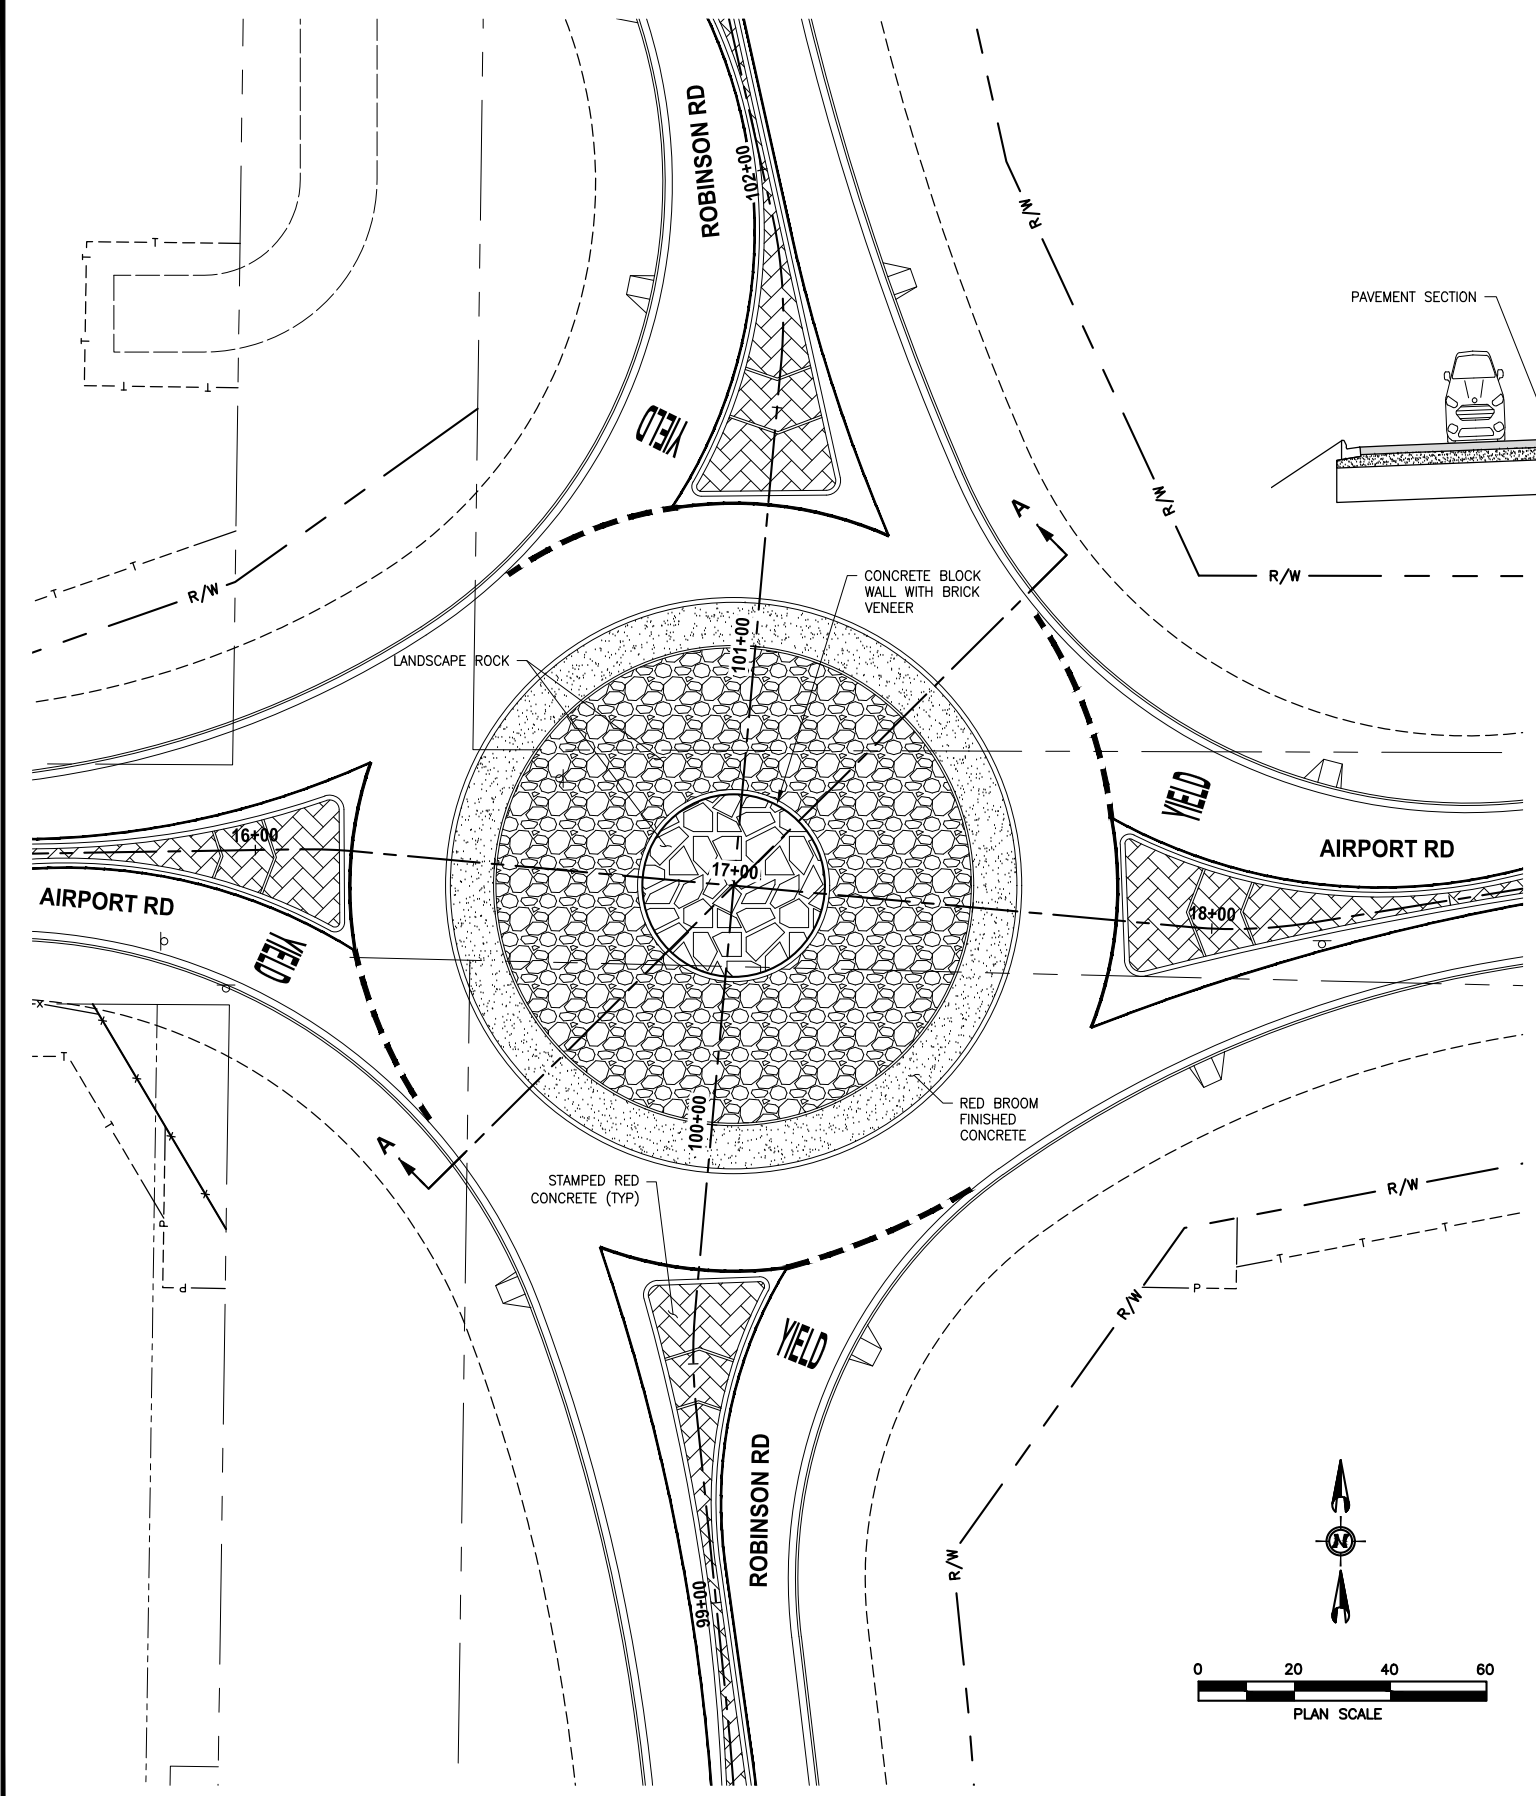 ROBINSON RD
102+00
T
T
T
T
T
R/W
PAVEMENT SECTION
YIELD
R/W
A
T
T
R/W
R/W
CONCRETE BLOCK
WALL WITH BRICK
VENEER
101+00
LANDSCAPE ROCK
YIELD
16+00
AIRPORT RD
17+00
AIRPORT RD
18+00
YIELD
T
T
P
P
A
100+00
RED BROOM
FINISHED
CONCRETE
STAMPED RED
CONCRETE (TYP)
R/W
T
T
T
P
R/W
YIELD
ROBINSON RD
R/W
99+00
N
0 20 40 60
PLAN SCALE